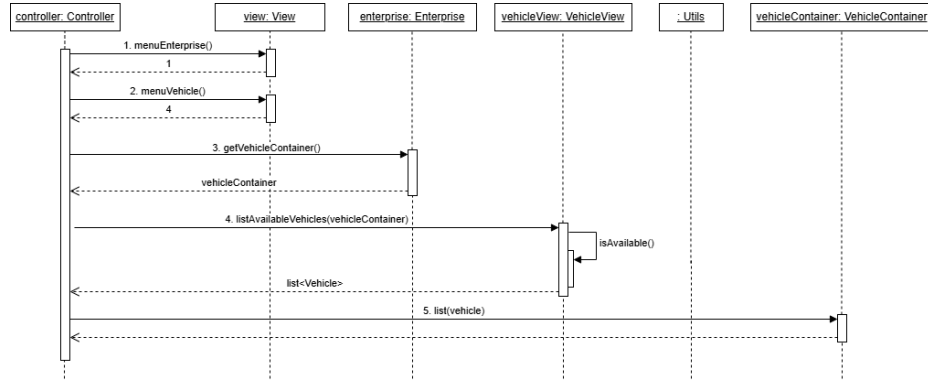 controller: Controller
view: View
enterprise: Enterprise
vehicleView: VehicleView
: Utils
vehicleContainer: VehicleContainer
1. menuEnterprise()
1
2. menuVehicle()
4
3. getVehicleContainer()
vehicleContainer
4. listAvailableVehicles(vehicleContainer)
isAvailable()
list<Vehicle>
5. list(vehicle)